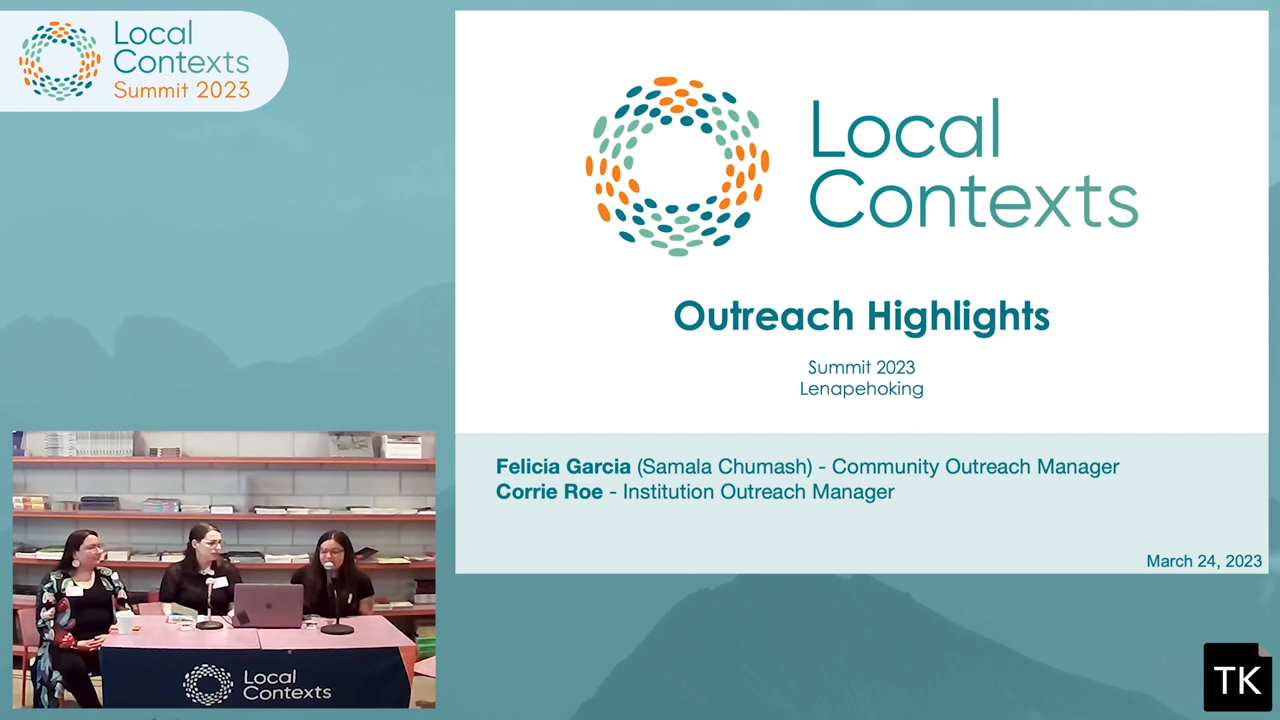 Local
Contexts
Summit 2023
Local
Contexts
Outreach Highlights
Summit 2023
Lenapehoking
Felicia Garcia (Samala Chumash) - Community Outreach Manager
Corrie Roe - Institution Outreach Manager
March 24, 2023
Local
Contexts
TK